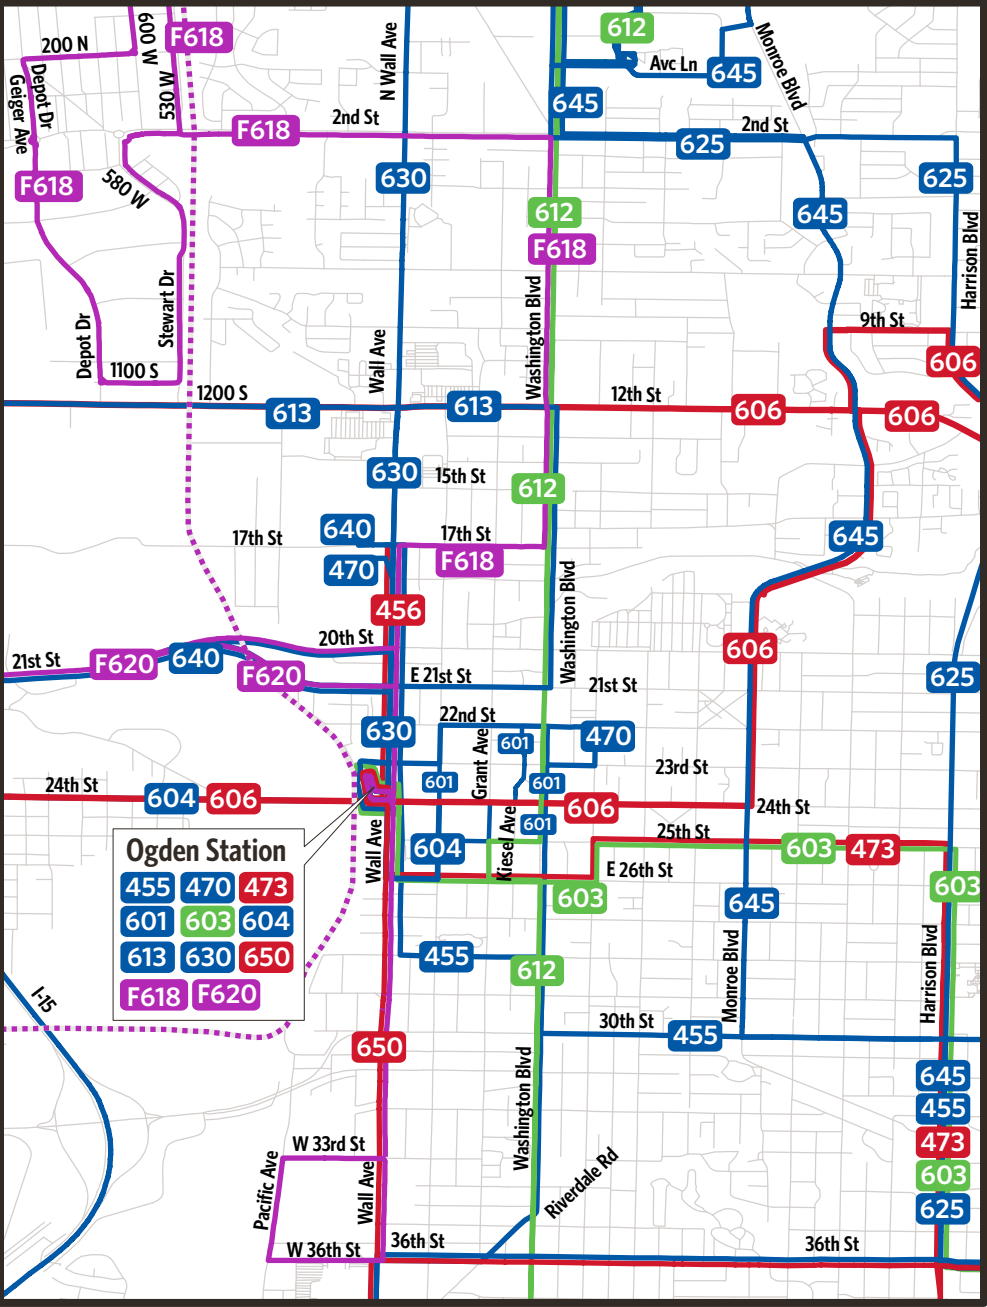 612
F618
200 N
600 W
Avc Ln
645
Monroe Blvd
N Wall Ave
530 W
Depot Dr
Geiger Ave
645
2nd St
F618
2nd St
625
630
625
F618
580 W
645
612
F618
Harrison Blvd
Stewart Dr
Washington Blvd
9th St
Depot Dr
Wall Ave
606
1100 S
1200 S
613
613
12th St
606
606
630
15th St
612
640
17th St
17th St
645
470
F618
456
Washington Blvd
20th St
606
21st St
F620
640
F620
E 21st St
21st St
625
22nd St
630
601
470
Grant Ave
23rd St
601
601
24th St
604
606
606
24th St
601
25th St
Wall Ave
604
Kiesel Ave
603
473
E 26th St
603
603
Ogden Station
455 470 473
601 603 604
613 630 650
F618 F620
645
455
612
Monroe Blvd
Harrison Blvd
I-15
30th St
455
650
Washington Blvd
645
455
473
603
625
W 33rd St
Pacific Ave
Wall Ave
Riverdale Rd
W 36th St
36th St
36th St